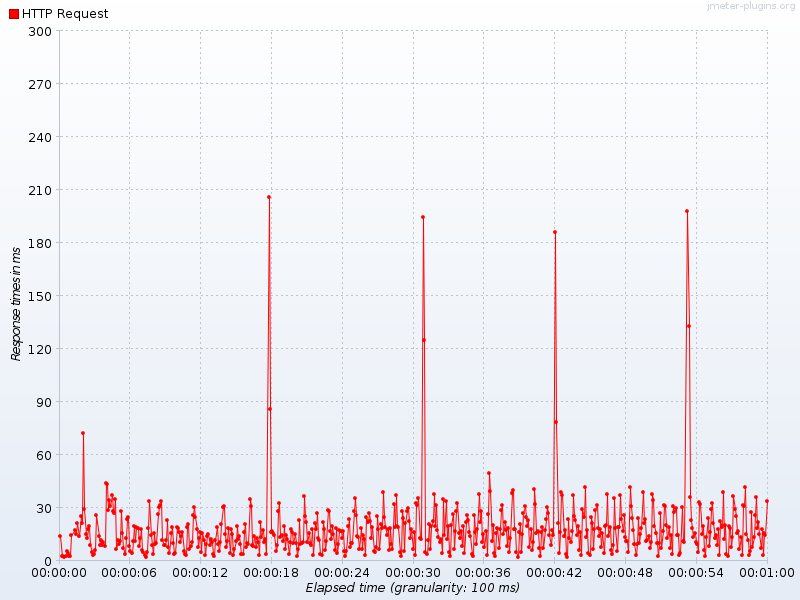 jmeter-plugins.org
HTTP Request
300
270
240
210
180
150
120
90
60
30
0
Response times in ms
00:00:00 00:00:06 00:00:12 00:00:18 00:00:24 00:00:30 00:00:36 00:00:42 00:00:48 00:00:54 00:01:00
Elapsed time (granularity: 100 ms)